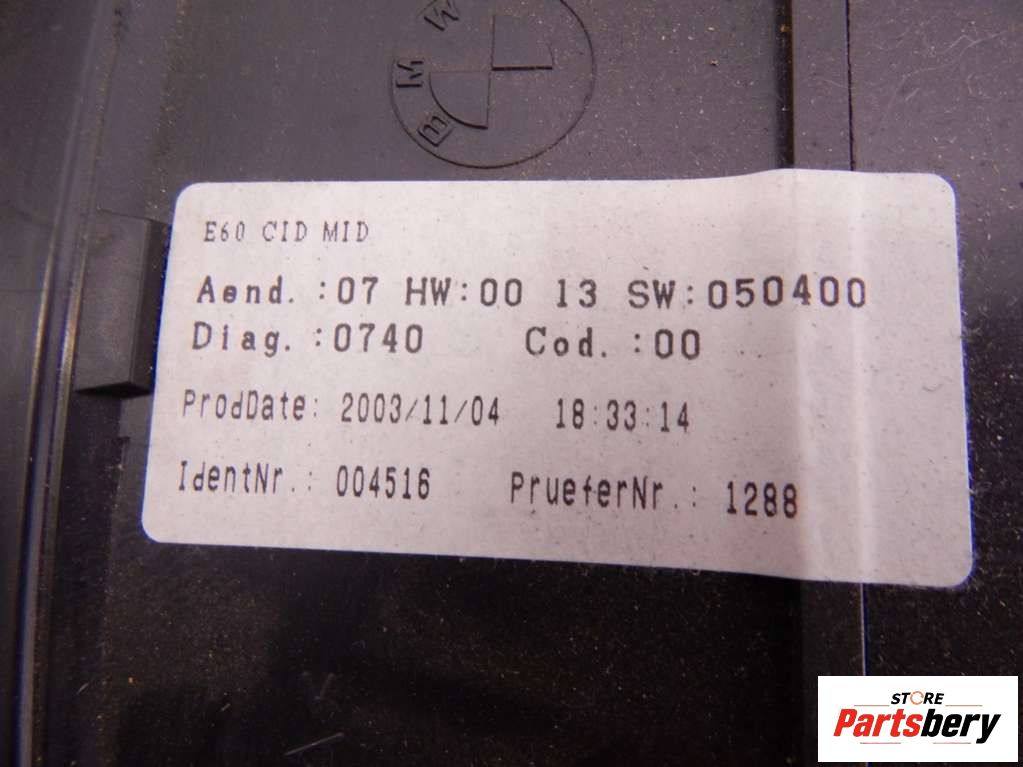 BMW
E60 CID MID
Aend. :07 HW:00 13 SW:050400
Diag. :0740 Cod. :00
ProdDate: 2003/11/04 18:33:14
IdentNr.: 004516 PrueferNr.: 1288
STORE
Partsbery